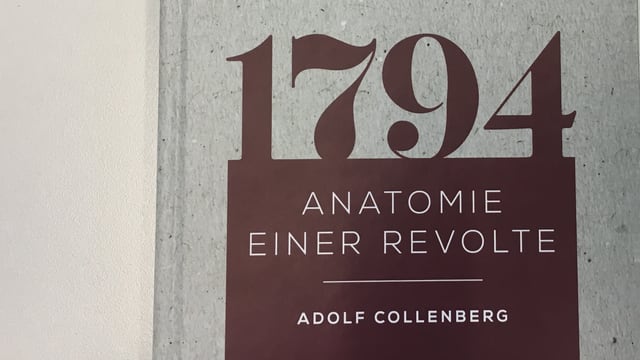 1794
ANATOMIE
EINER REVOLTE
ADOLF COLLENBERG